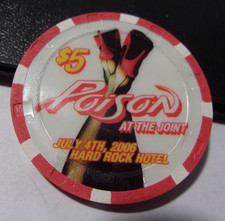 $5
POISON
AT THE JOINT
JULY 4TH, 2006
HARD ROCK HOTEL